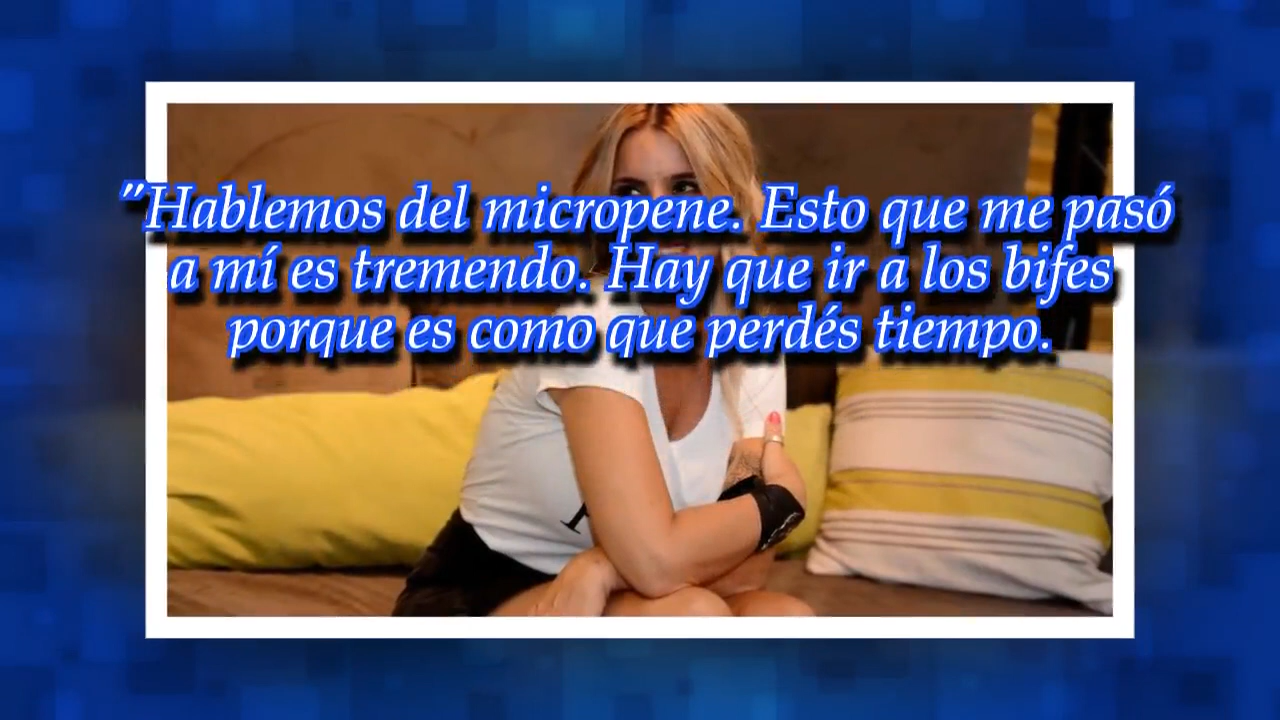 "Hablemos del micropene. Esto que me pasó
a mí es tremendo. Hay que ir a los bifes
porque es como que perdés tiempo.